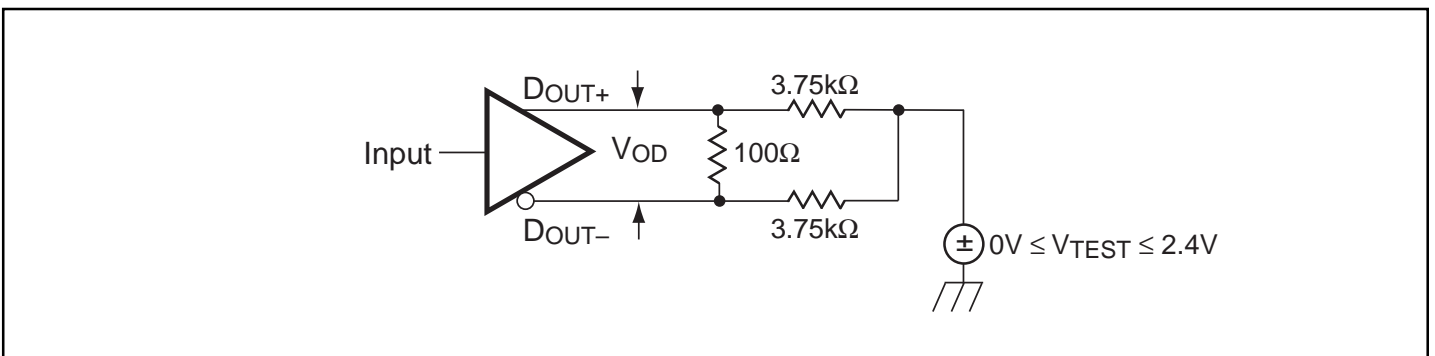 DOUT+
3.75kΩ
Input
VOD
100Ω
DOUT–
3.75kΩ
± 0V ≤ VTEST ≤ 2.4V